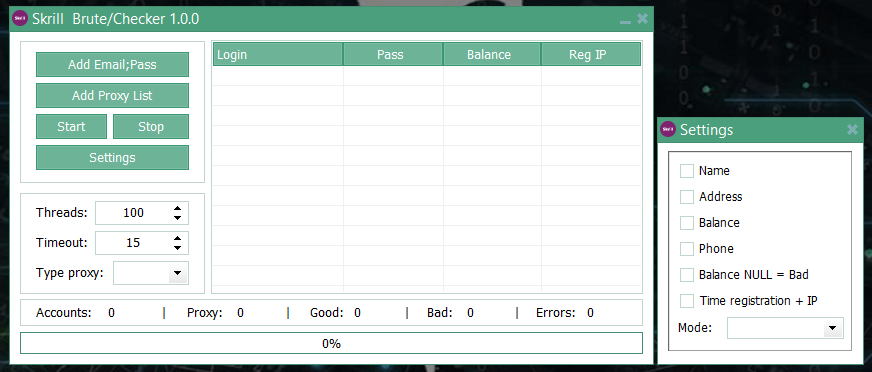 Skrill Skrill Brute/Checker 1.0.0
Add Email;Pass
Add Proxy List
Start Stop
Settings
Login Pass Balance Reg IP
Threads: 100
Timeout: 15
Type proxy:
Accounts: 0 | Proxy: 0 | Good: 0 | Bad: 0 | Errors: 0
0%
Skrill Settings
Name
Address
Balance
Phone
Balance NULL = Bad
Time registration + IP
Mode: